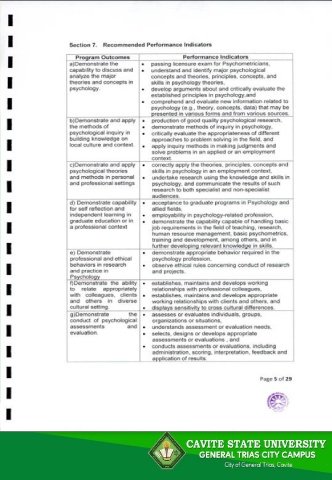 Section 7. Recommended Performance Indicators
Program Outcomes
Performance Indicators
a)Demonstrate the
capability to discuss and
analyze the major
theories and concepts in
psychology.
• passing licensure exam for Psychometricians,
• understand and identify major psychological
concepts and theories, principles, concepts, and
skills in psychology theories,
• develop arguments about and critically evaluate the
established principles in psychology,and
• comprehend and evaluate new information related to
psychology (e.g., theory, concepts, data) that may be
presented in various forms and from various sources.
b)Demonstrate and apply
the methods of
psychological inquiry in
building knowledge on
local culture and context.
• production of good quality psychological research,
• demonstrate methods of inquiry in psychology,
• critically evaluate the appropriateness of different
approaches to problem solving in the field, and
• apply inquiry methods in making judgments and
solve problems in an applied or an employment
context.
c)Demonstrate and apply
psychological theories
and methods in personal
and professional settings
• correctly apply the theories, principles, concepts and
skills in psychology in an employment context,
• undertake research using the knowledge and skills in
psychology, and communicate the results of such
research to both specialist and non-specialist
audiences.
d) Demonstrate capability
for self reflection and
independent learning in
graduate education or in
a professional context
• acceptance to graduate programs in Psychology and
allied fields.
• employability in psychology-related profession,
• demonstrate the capability capable of handling basic
job requirements in the field of teaching, research,
human resource management, basic psychometrics,
training and development, among others, and in
further developing relevant knowledge in skills.
e) Demonstrate
professional and ethical
behaviors in research
and practice in
Psychology
• demonstrate appropriate behavior required in the
psychology profession,
• observe ethical rules concerning conduct of research
and projects.
f)Demonstrate the ability
to relate appropriately
with colleagues, clients
and others in diverse
cultural setting.
• establishes, maintains and develops working
relationships with professional colleagues,
• establishes, maintains and develops appropriate
working relationships with clients and others, and
• displays sensitivity to cross cultural differences.
g)Demonstrate the
conduct of psychological
assessments and
evaluation.
• assesses or evaluates individuals, groups,
organizations or situations,
• understands assessment or evaluation needs,
• selects, designs or develops appropriate
assessments or evaluations , and
• conducts assessments or evaluations, including
administration, scoring, interpretation, feedback and
application of results.
Page 5 of 29
CAVITE STATE UNIVERSITY
GENERAL TRIAS CITY CAMPUS
City of General Trias, Cavite